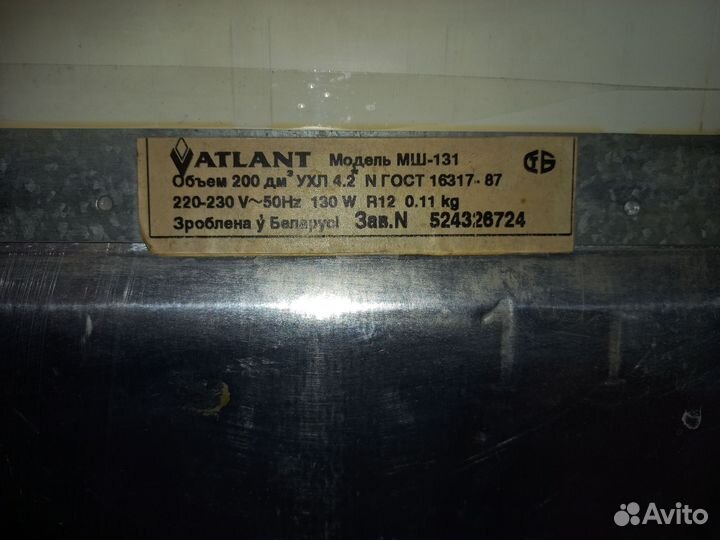 ATLANT Модель МШ-131
Объем 200 дм³ УХЛ 4.2* N ГОСТ 16317-87
220-230 V~50Hz 130 W R12 0.11 kg
Зроблена ў Беларусі Зав.N 524326724
11
Avito